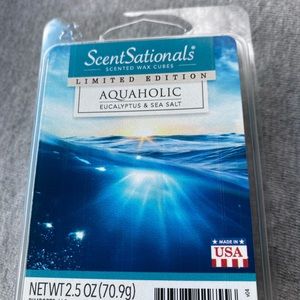 ScentSationals®
SCENTED WAX CUBES
LIMITED EDITION
AQUAHOLIC
EUCALYPTUS & SEA SALT
MADE IN
USA
NET WT 2.5 OZ (70.9g)